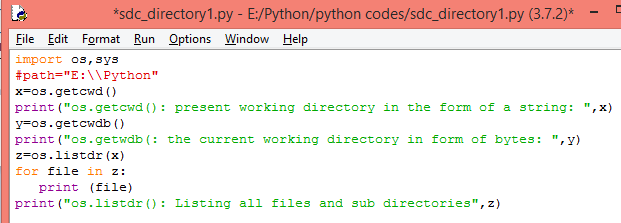 *sdc_directory1.py - E:/Python/python codes/sdc_directory1.py (3.7.2)*
File Edit Format Run Options Window Help
import os,sys
#path="E:\\Python"
x=os.getcwd()
print("os.getcwd(): present working directory in the form of a string: ",x)
y=os.getcwdb()
print("os.getwdb(: the current working directory in form of bytes: ",y)
z=os.listdr(x)
for file in z:
   print (file)
print("os.listdr(): Listing all files and sub directories",z)